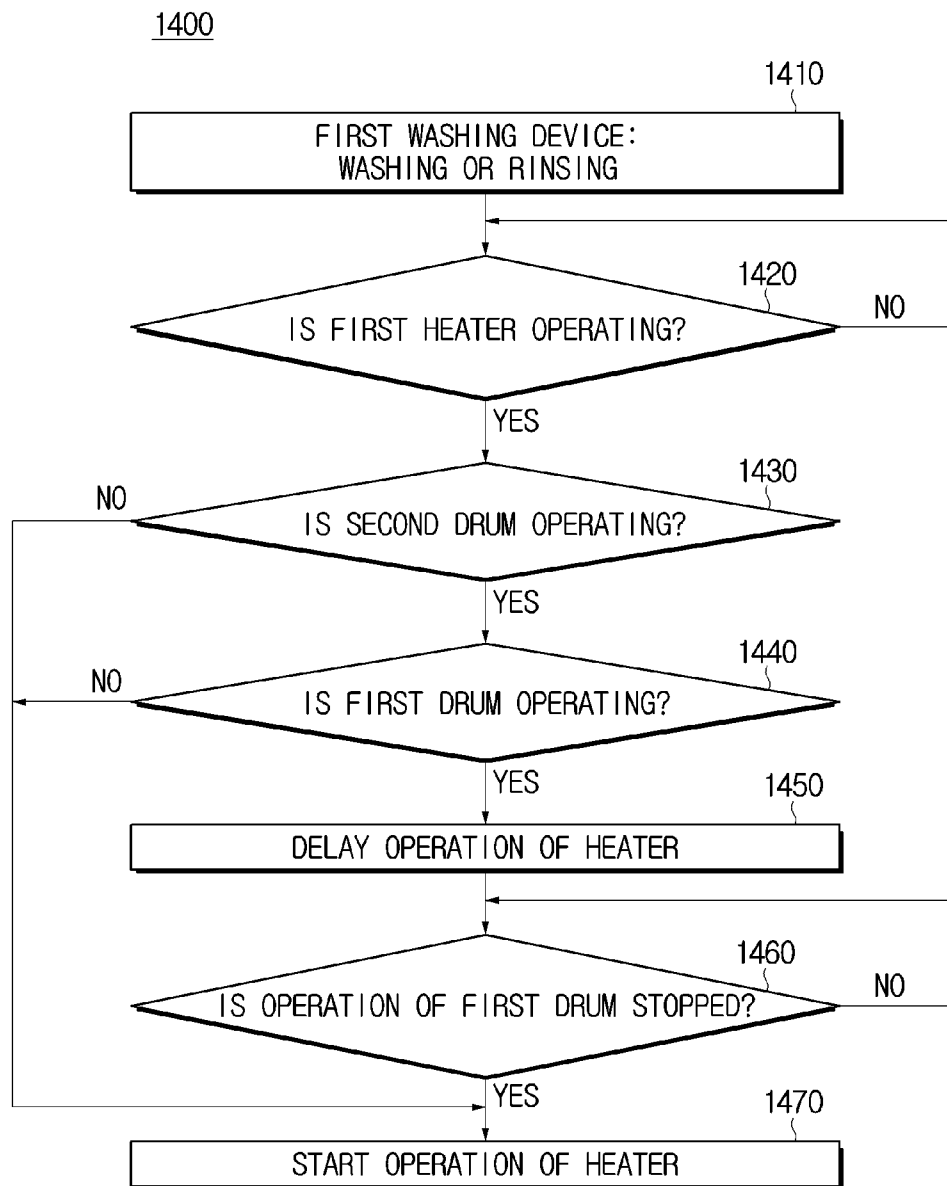 1400
1410
FIRST WASHING DEVICE:
WASHING OR RINSING
1420
IS FIRST HEATER OPERATING?
NO
YES
1430
NO
IS SECOND DRUM OPERATING?
YES
1440
NO
IS FIRST DRUM OPERATING?
YES
1450
DELAY OPERATION OF HEATER
1460
IS OPERATION OF FIRST DRUM STOPPED?
NO
YES
1470
START OPERATION OF HEATER